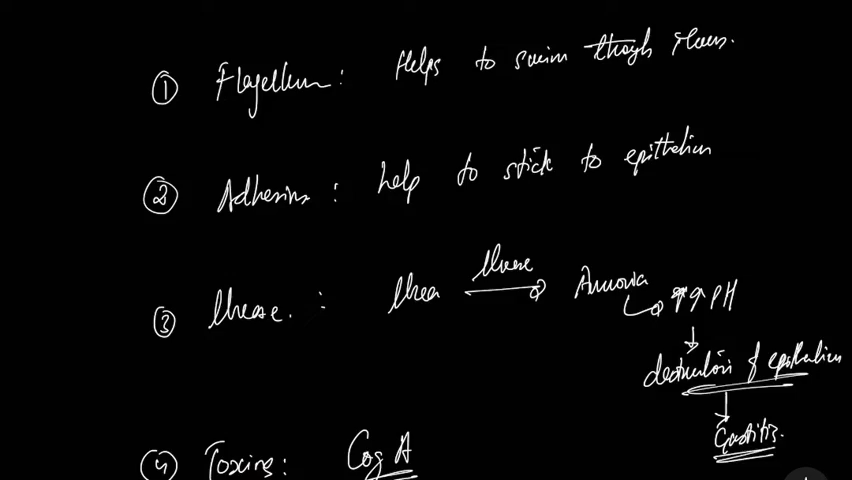 ① Flagellum: Helps to swim through
② Adhesins: help to stick to epithelium
③ Urease: Urea Urease → Ammonia
↑↑ PH
destruction of epithelium
Gastritis.
④ Toxins: Cag A